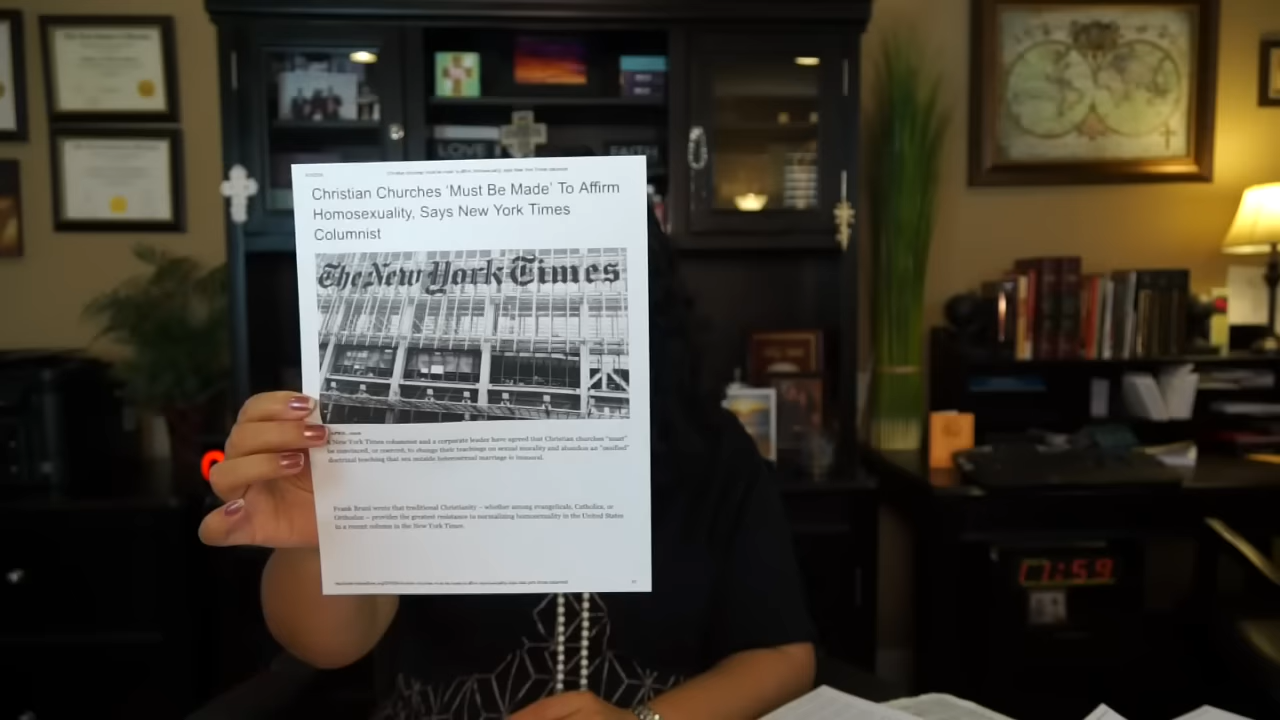 LOVE
FAITH
Christian Churches 'Must Be Made' To Affirm
Homosexuality, Says New York Times
Columnist
The New York Times
A New York Times columnist and a corporate leader have agreed that Christian churches "must"
be convinced, or coerced, to change their teachings on sexual morality and abandon an "ossified"
doctrinal teaching that sex outside homosexual marriage is immoral.
Frank Bruni wrote that traditional Christianity – whether among evangelicals, Catholics, or
Orthodox – provides the greatest resistance to normalizing homosexuality in the United States
in a recent column in the New York Times.
:59